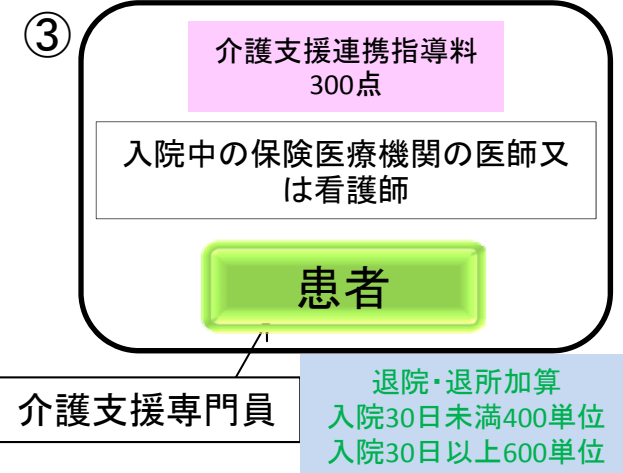 ③
介護支援連携指導料
300点
入院中の保険医療機関の医師又
は看護師
患者
介護支援専門員
退院・退所加算
入院30日未満400単位
入院30日以上600単位